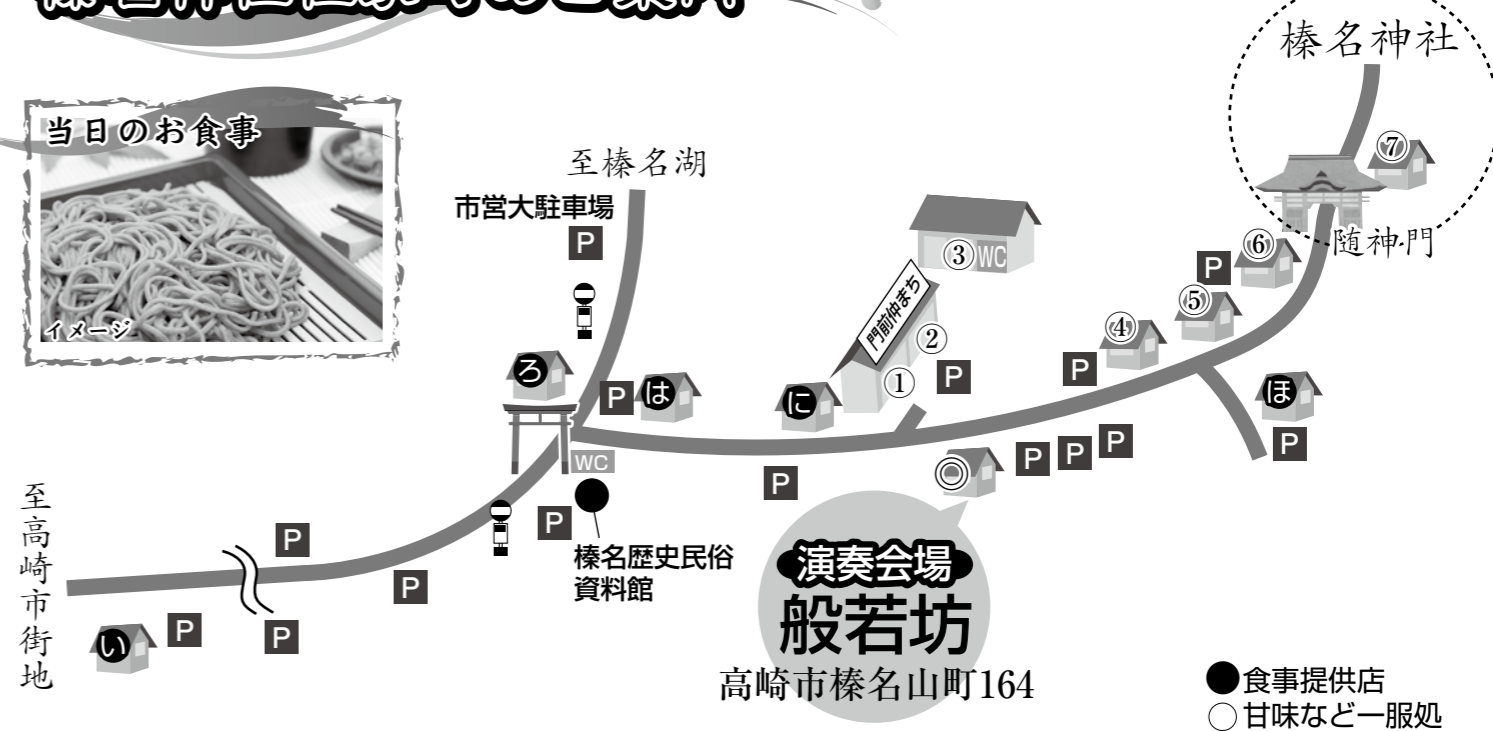 当日のお食事
イメージ
至榛名湖
市営大駐車場
P
榛名神社
⑦
随神門
⑥
P
⑤
④
P
③ WC
門前仲まち
②
①
P
ろ
P
は
に
ほ
P
WC
P
P
P
P
P
◎
榛名歴史民俗
資料館
至高崎市街地
P
P
い
P
P
演奏会場
般若坊
高崎市榛名山町164
●食事提供店
○甘味など一服処